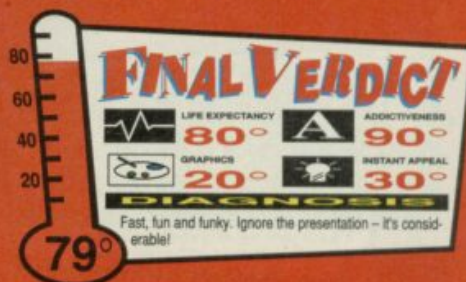 80
60
40
20
79°
FINAL VERDICT
LIFE EXPECTANCY
80°
A
ADDICTIVENESS
90°
GRAPHICS
20°
INSTANT APPEAL
30°
DIAGNOSIS
Fast, fun and funky. Ignore the presentation – it's consid-
erable!